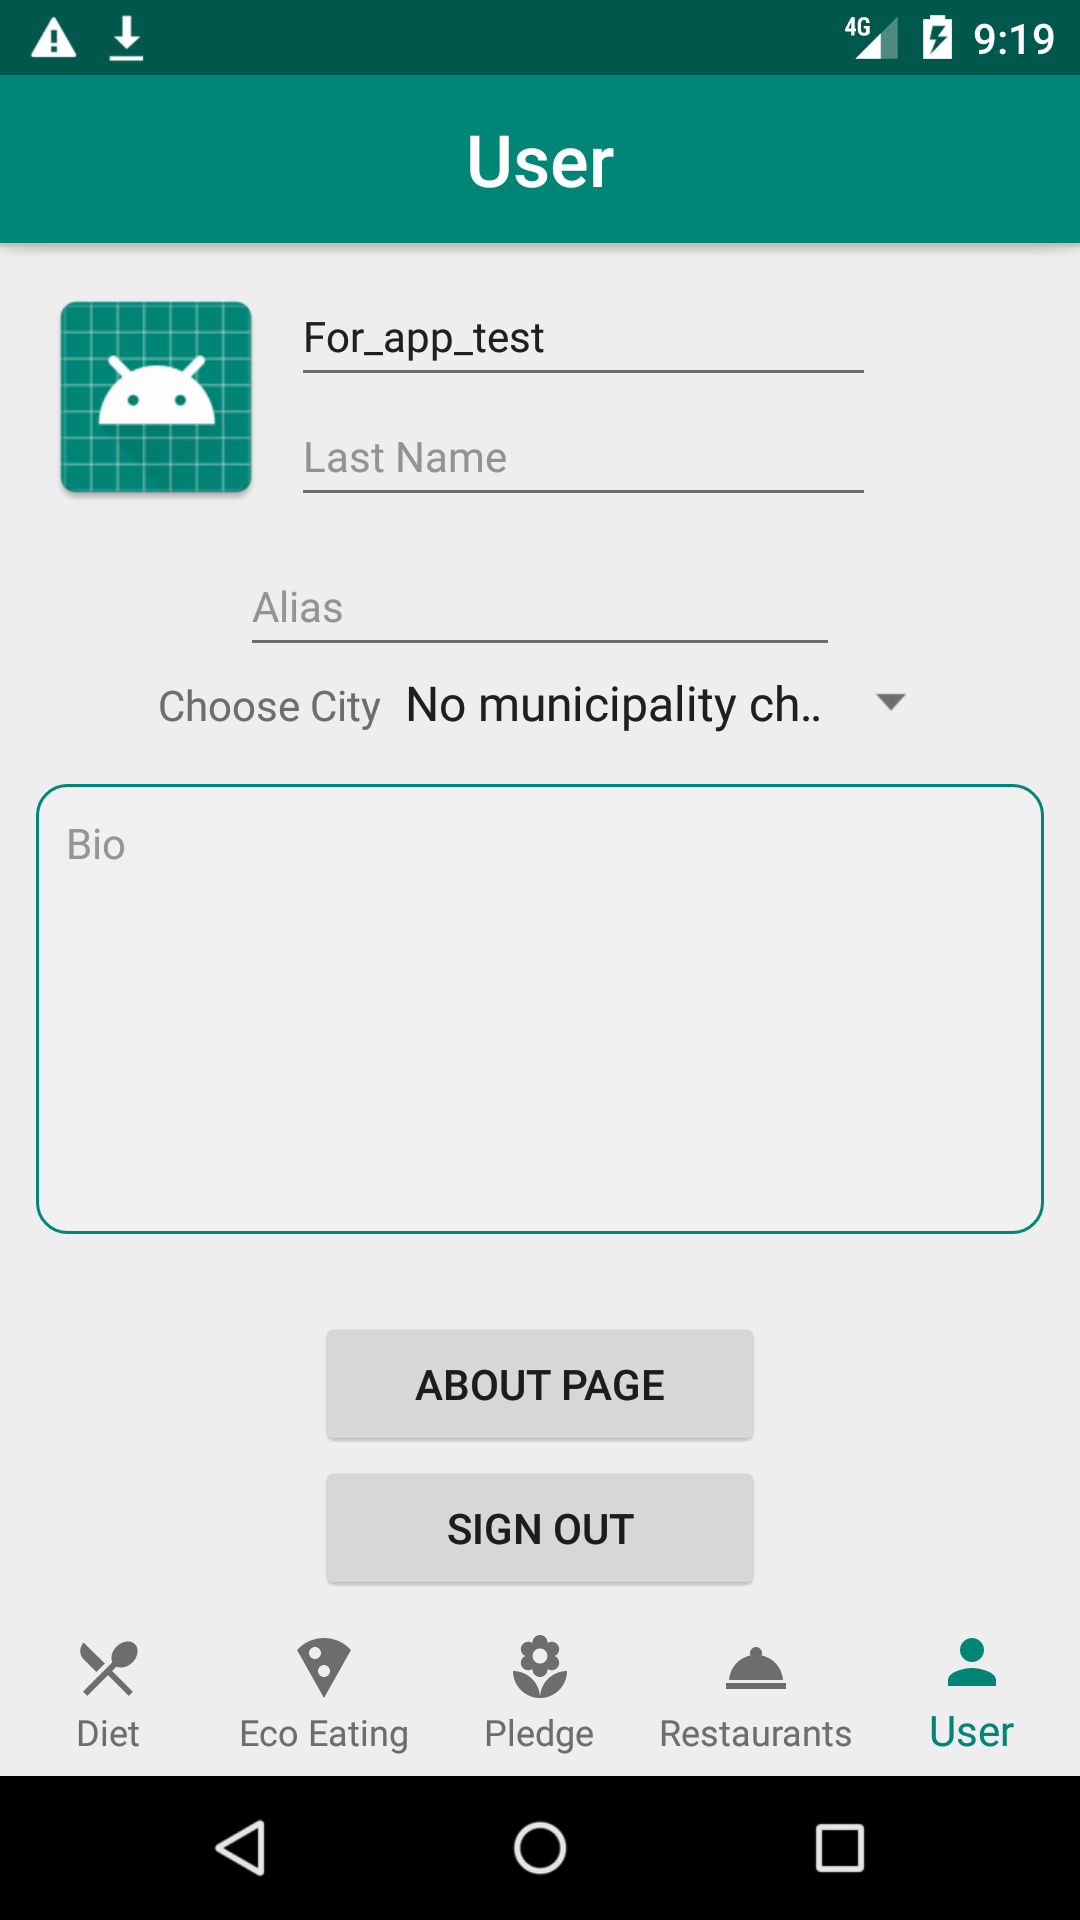 4G 9:19
User
For_app_test
Last Name
Alias
Choose City No municipality ch..
Bio
ABOUT PAGE
SIGN OUT
Diet Eco Eating Pledge Restaurants User